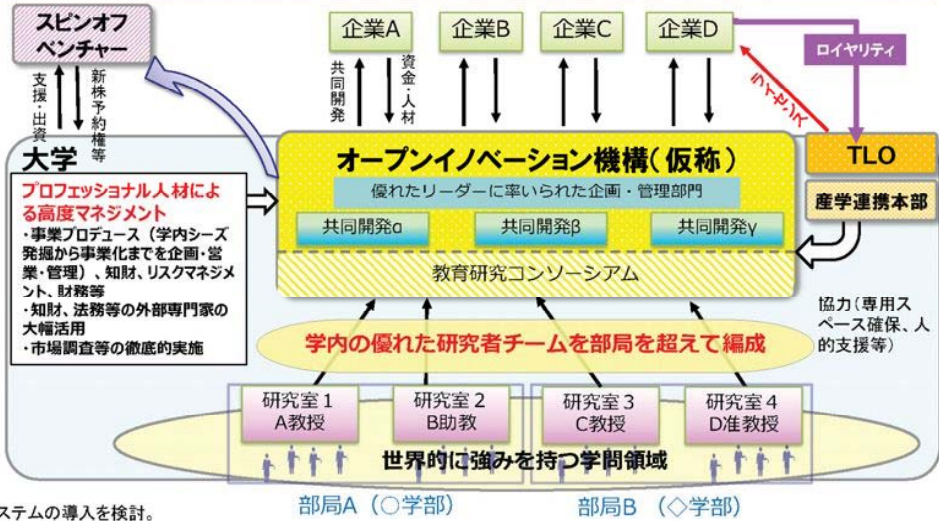 スピンオフ
ベンチャー
企業A
企業B
企業C
企業D
ロイヤリティ
支援・出資
新株予約権等
共同開発
資金・人材
ライセンス
大学
オープンイノベーション機構(仮称)
優れたリーダーに率いられた企画・管理部門
共同開発α
共同開発β
共同開発γ
教育研究コンソーシアム
TLO
産学連携本部
プロフェッショナル人材によ
る高度マネジメント
・事業プロデュース（学内シーズ
発掘から事業化までを企画・営
業・管理）、知財、リスクマネジメ
ント、財務等
・知財、法務等の外部専門家の
大幅活用
・市場調査等の徹底的実施
協力(専用ス
ペース確保、人
的支援等)
学内の優れた研究者チームを部局を超えて編成
研究室１
A教授
研究室２
B助教
研究室３
C教授
研究室４
D准教授
世界的に強みを持つ学問領域
部局A（○学部）
部局B （◇学部）
ステムの導入を検討。